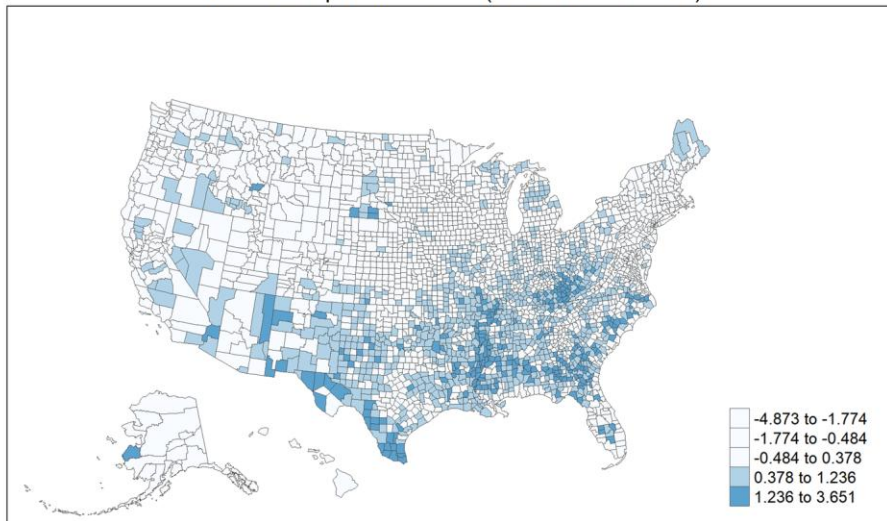 -4.873 to -1.774
-1.774 to -0.484
-0.484 to 0.378
0.378 to 1.236
1.236 to 3.651